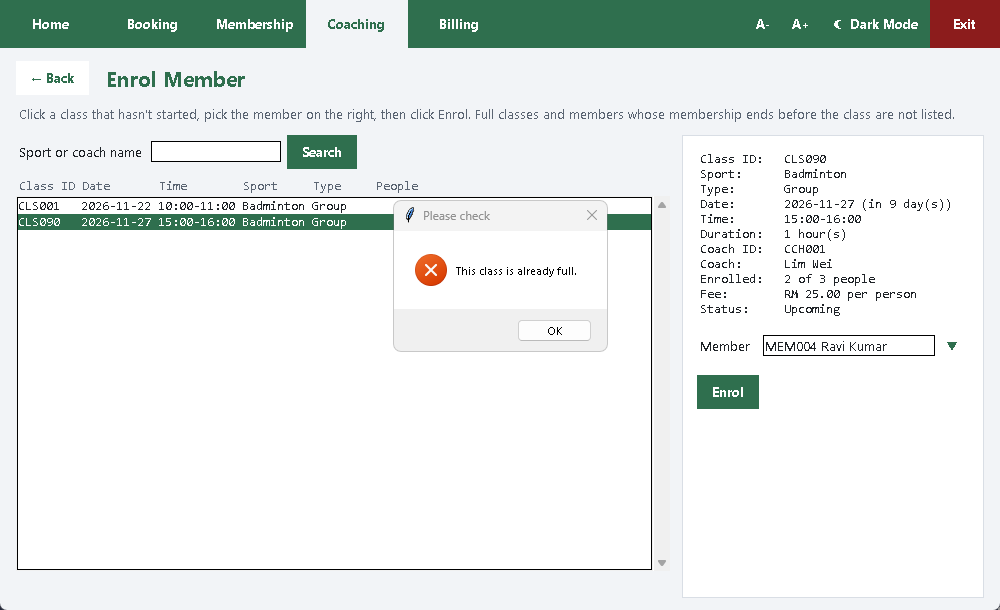 Home Booking Membership Coaching Billing A- A+ ☾ Dark Mode Exit
← Back Enrol Member
Click a class that hasn't started, pick the member on the right, then click Enrol. Full classes and members whose membership ends before the class are not listed.
Sport or coach name Search
Class ID Date Time Sport Type People
CLS001 2026-11-22 10:00-11:00 Badminton Group
CLS090 2026-11-27 15:00-16:00 Badminton Group
Please check
This class is already full.
OK
Class ID: CLS090
Sport: Badminton
Type: Group
Date: 2026-11-27 (in 9 day(s))
Time: 15:00-16:00
Duration: 1 hour(s)
Coach ID: CCH001
Coach: Lim Wei
Enrolled: 2 of 3 people
Fee: RM 25.00 per person
Status: Upcoming
Member MEM004 Ravi Kumar ▼
Enrol